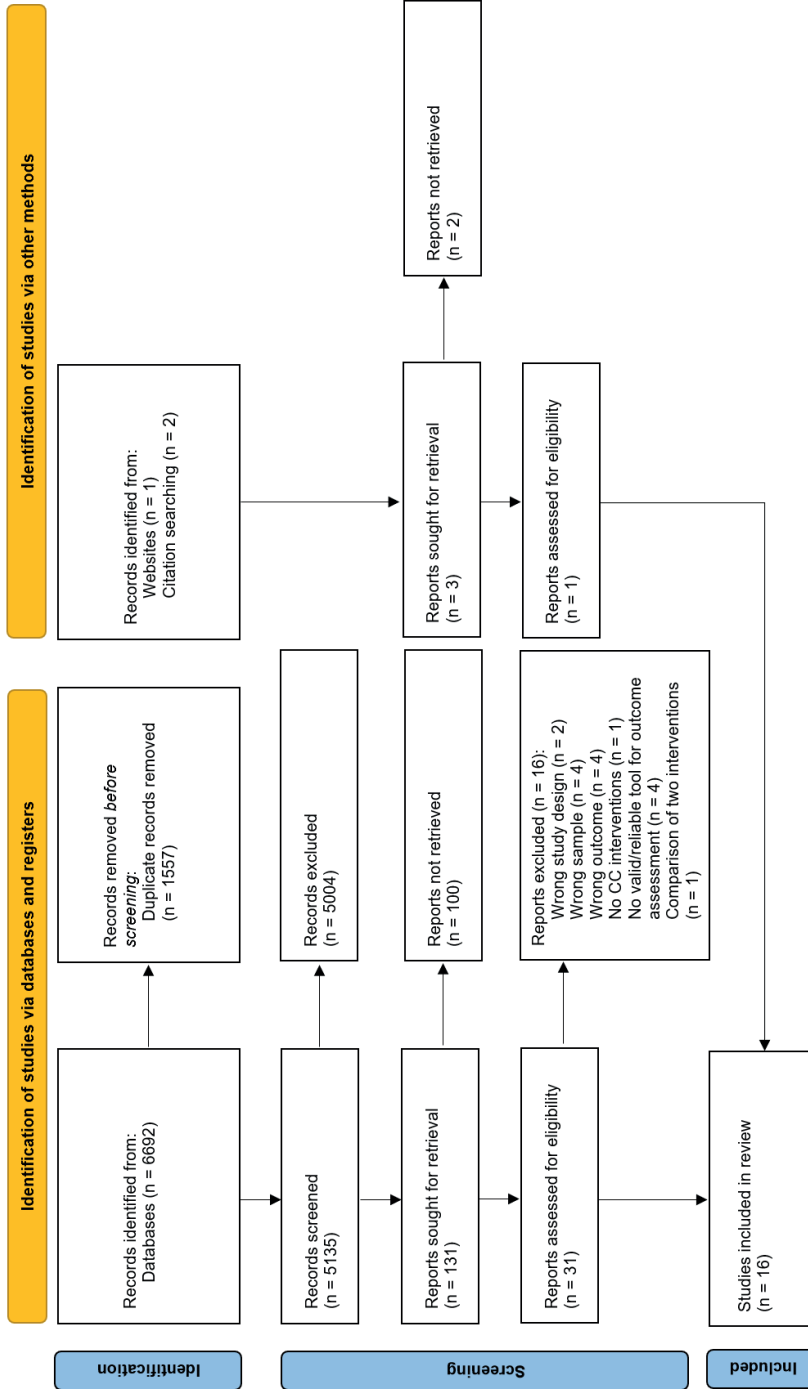 Identification of studies via databases and registers
Identification of studies via other methods
Identification
Records identified from:
Databases (n = 6692)
Records removed before
screening:
Duplicate records removed
(n = 1557)
Records identified from:
Websites (n = 1)
Citation searching (n = 2)
Screening
Records screened
(n = 5135)
Records excluded
(n = 5004)
Reports sought for retrieval
(n = 131)
Reports not retrieved
(n = 100)
Reports sought for retrieval
(n = 3)
Reports not retrieved
(n = 2)
Reports assessed for eligibility
(n = 31)
Reports excluded (n = 16):
Wrong study design (n = 2)
Wrong sample (n = 4)
Wrong outcome (n = 4)
No CC interventions (n = 1)
No valid/reliable tool for outcome
assessment (n = 4)
Comparison of two interventions
(n = 1)
Reports assessed for eligibility
(n = 1)
Included
Studies included in review
(n = 16)